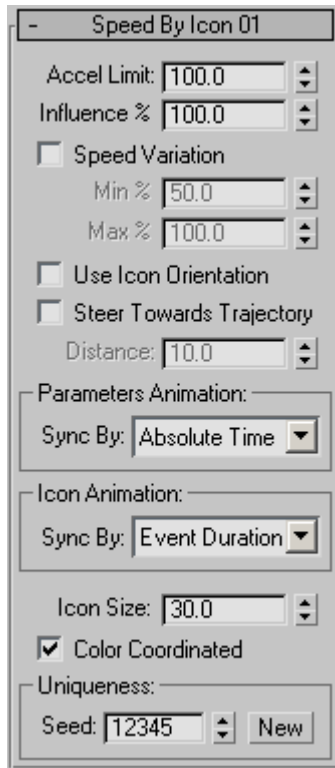 - Speed By Icon 01
Accel Limit: 100.0
Influence % 100.0
Speed Variation
Min % 50.0
Max % 100.0
Use Icon Orientation
Steer Towards Trajectory
Distance: 10.0
Parameters Animation:
Sync By: Absolute Time
Icon Animation:
Sync By: Event Duration
Icon Size: 30.0
Color Coordinated
Uniqueness:
Seed: 12345 New